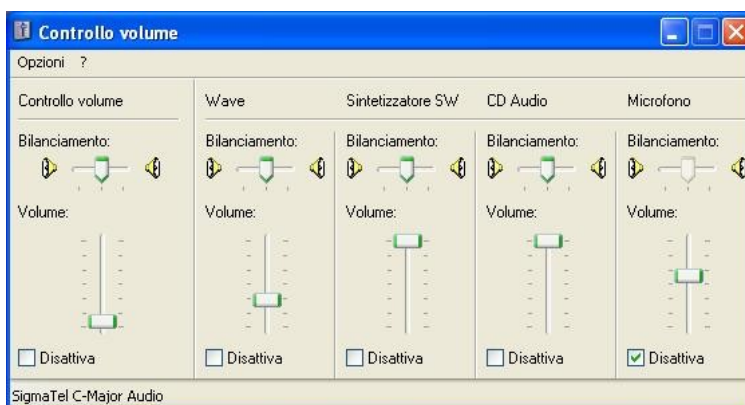 Controllo volume
Opzioni ?
Controllo volume Wave Sintetizzatore SW CD Audio Microfono
Bilanciamento: Bilanciamento: Bilanciamento: Bilanciamento: Bilanciamento:
Volume: Volume: Volume: Volume: Volume:
Disattiva Disattiva Disattiva Disattiva Disattiva
SigmaTel C-Major Audio